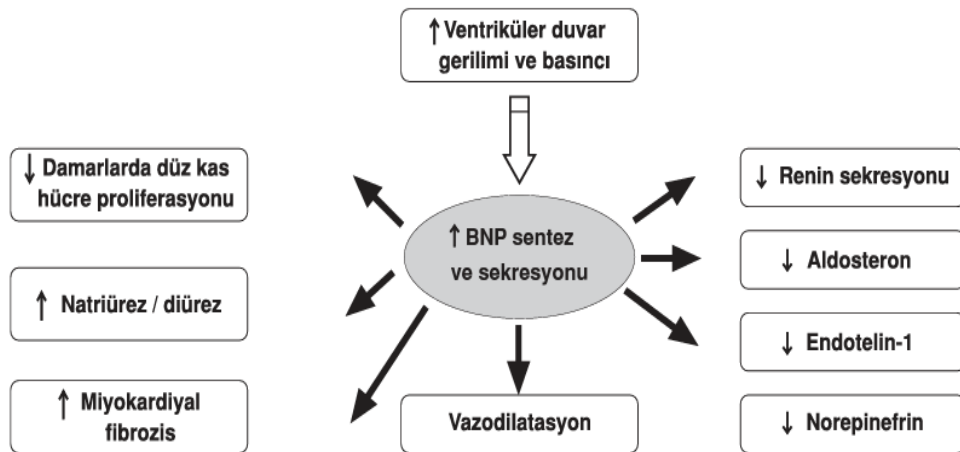 ↑ Ventriküler duvar
gerilimi ve basıncı
↓ Damarlarda düz kas
hücre proliferasyonu
↑ Natriürez / diürez
↑ Miyokardiyal
fibrozis
↑ BNP sentez
ve sekresyonu
Vazodilatasyon
↓ Renin sekresyonu
↓ Aldosteron
↓ Endotelin-1
↓ Norepinefrin